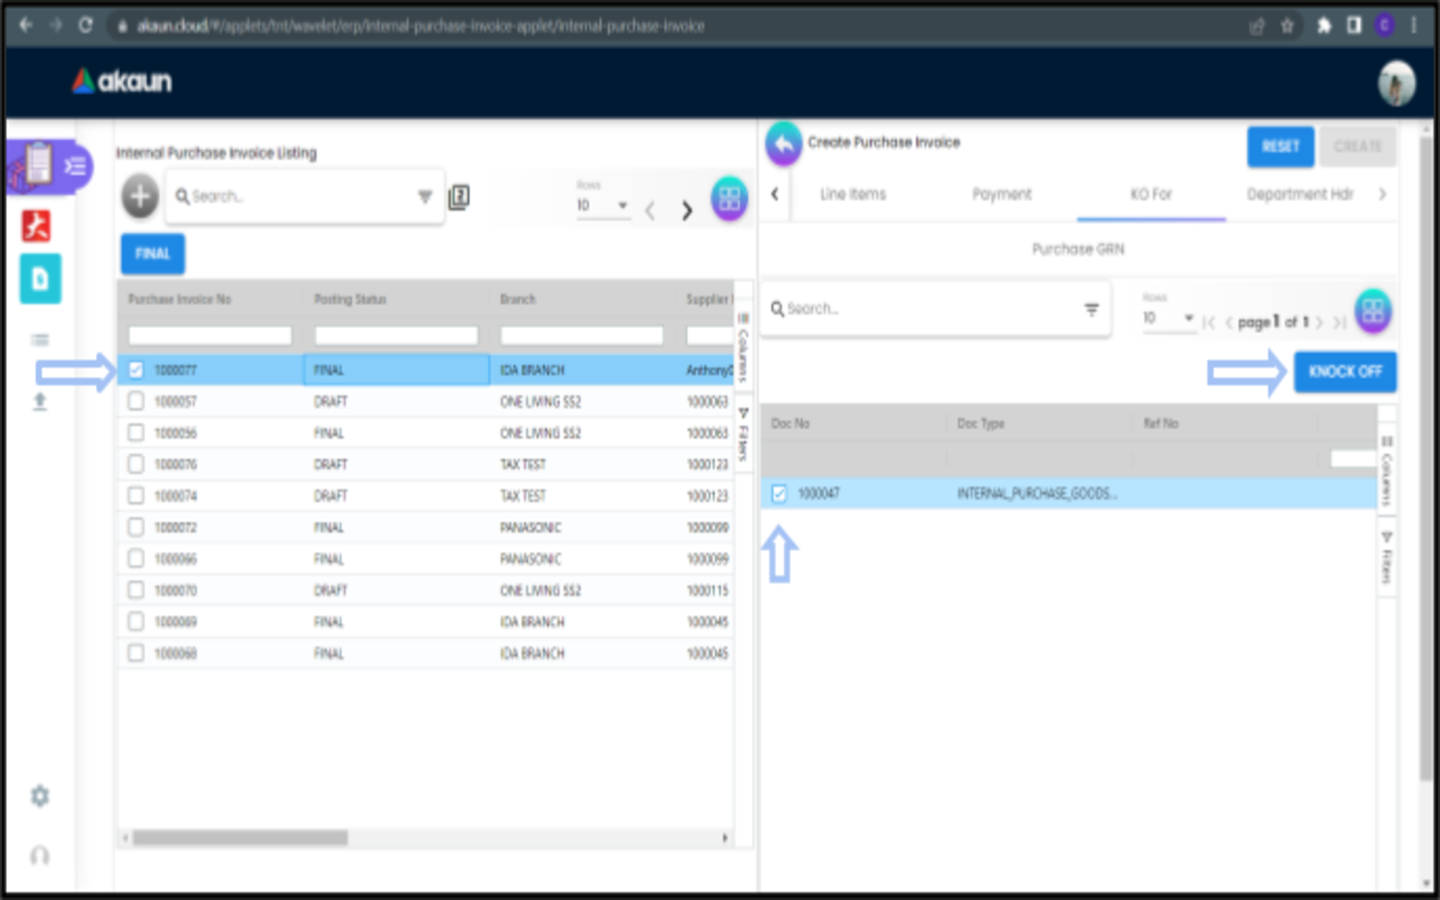 akaun.cloud/#/applets/tnt/wavelet/erp/internal-purchase-invoice-applet/internal-purchase-invoice
C
akaun
Internal Purchase Invoice Listing
Search...
2
Rows
10
FINAL
Purchase Invoice No Posting Status Branch Supplier
1000077 FINAL IDA BRANCH Anthony
1000057 DRAFT ONE LIVING SS2 1000063
1000056 FINAL ONE LIVING SS2 1000063
1000076 DRAFT TAX TEST 1000123
1000074 DRAFT TAX TEST 1000123
1000072 FINAL PANASONIC 1000099
1000066 FINAL PANASONIC 1000099
1000070 DRAFT ONE LIVING SS2 1000115
1000069 FINAL IDA BRANCH 1000045
1000068 FINAL IDA BRANCH 1000045
Columns
Filters
Create Purchase Invoice
RESET
CREATE
Line Items Payment KO For Department Hdr
Purchase GRN
Search...
Rows
10
page 1 of 1
KNOCK OFF
Doc No Doc Type Ref No
1000047 INTERNAL_PURCHASE_GOODS...
Columns
Filters